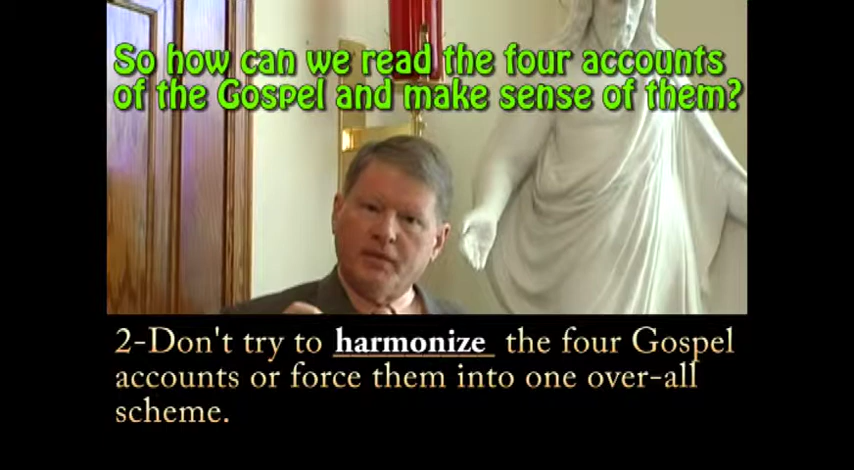 So how can we read the four accounts
of the Gospel and make sense of them?
2-Don't try to harmonize the four Gospel
accounts or force them into one over-all
scheme.